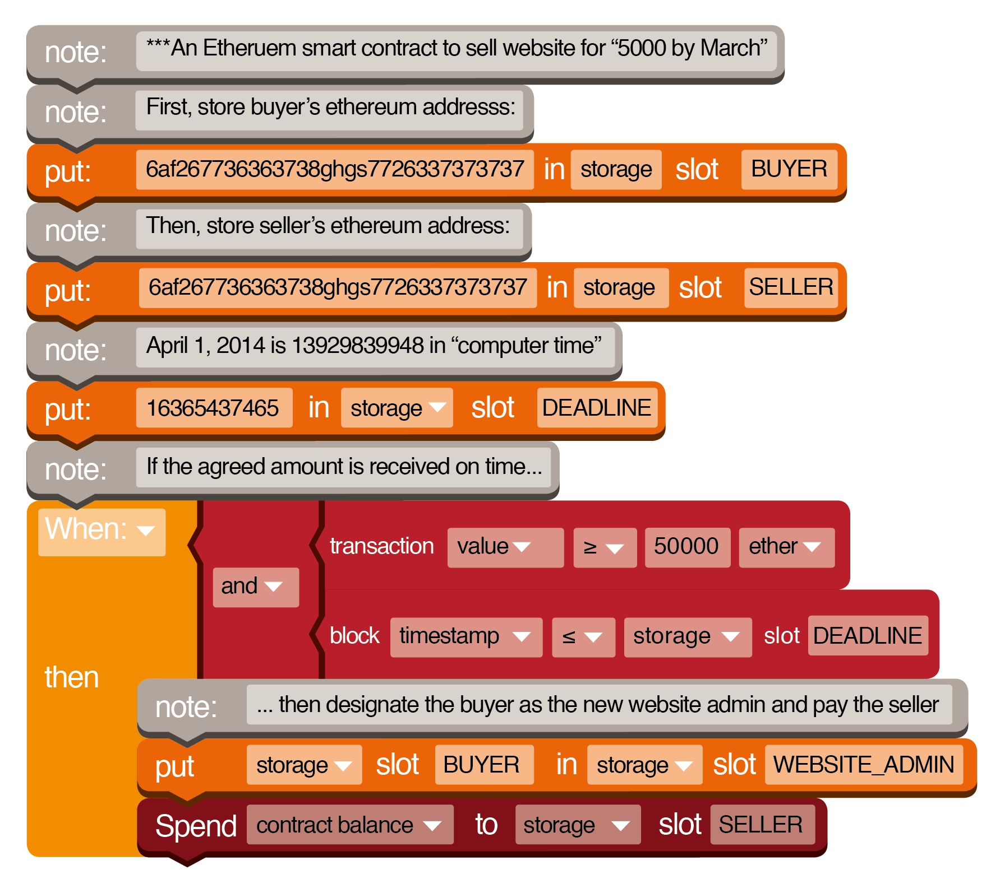 note: ***An Etheruem smart contract to sell website for “5000 by March”
note: First, store buyer’s ethereum addresss:
put: 6af267736363738ghgs7726337373737 in storage slot BUYER
note: Then, store seller’s ethereum address:
put: 6af267736363738ghgs7726337373737 in storage slot SELLER
note: April 1, 2014 is 13929839948 in “computer time”
put: 16365437465 in storage slot DEADLINE
note: If the agreed amount is received on time...
When:
transaction value ≥ 50000 ether
and
block timestamp ≤ storage slot DEADLINE
then
note: ... then designate the buyer as the new website admin and pay the seller
put storage slot BUYER in storage slot WEBSITE_ADMIN
Spend contract balance to storage slot SELLER